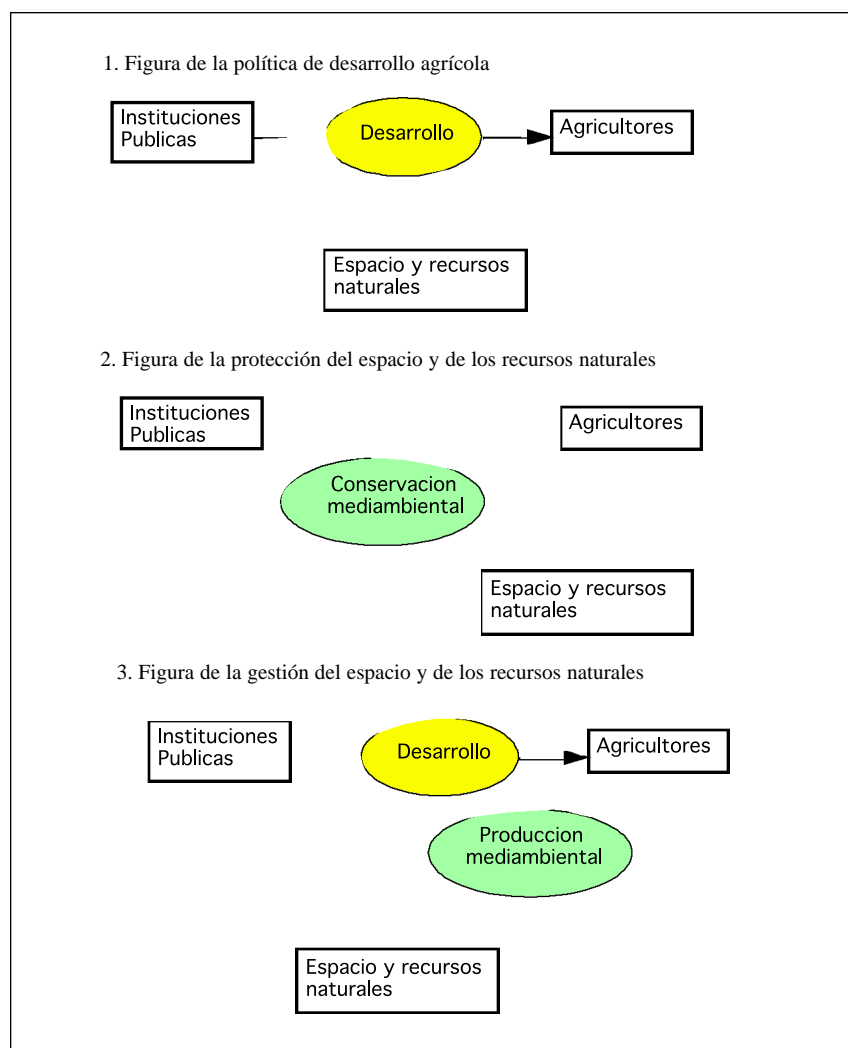 1. Figura de la política de desarrollo agrícola
Instituciones
Publicas
Desarrollo
Agricultores
Espacio y recursos
naturales
2. Figura de la protección del espacio y de los recursos naturales
Instituciones
Publicas
Agricultores
Conservacion
mediambiental
Espacio y recursos
naturales
3. Figura de la gestión del espacio y de los recursos naturales
Instituciones
Publicas
Desarrollo
Agricultores
Produccion
mediambiental
Espacio y recursos
naturales